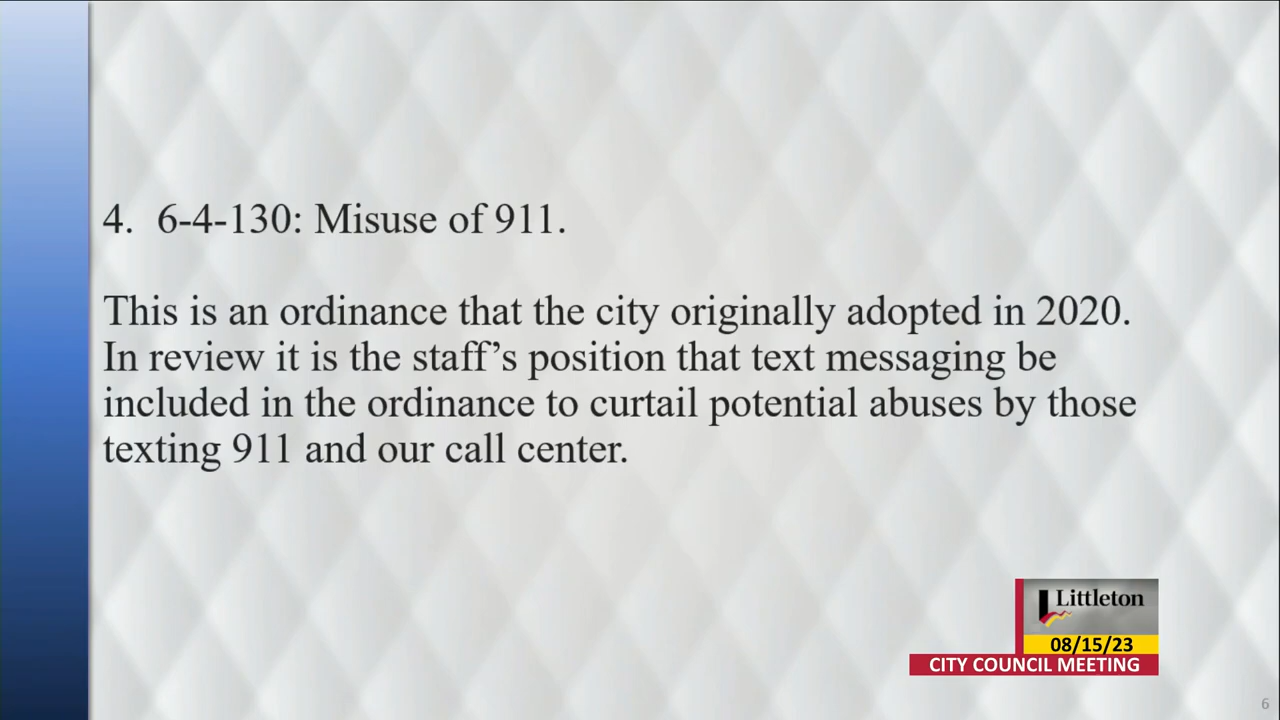 4. 6-4-130: Misuse of 911.
This is an ordinance that the city originally adopted in 2020.
In review it is the staff’s position that text messaging be
included in the ordinance to curtail potential abuses by those
texting 911 and our call center.
Littleton
08/15/23
CITY COUNCIL MEETING
6